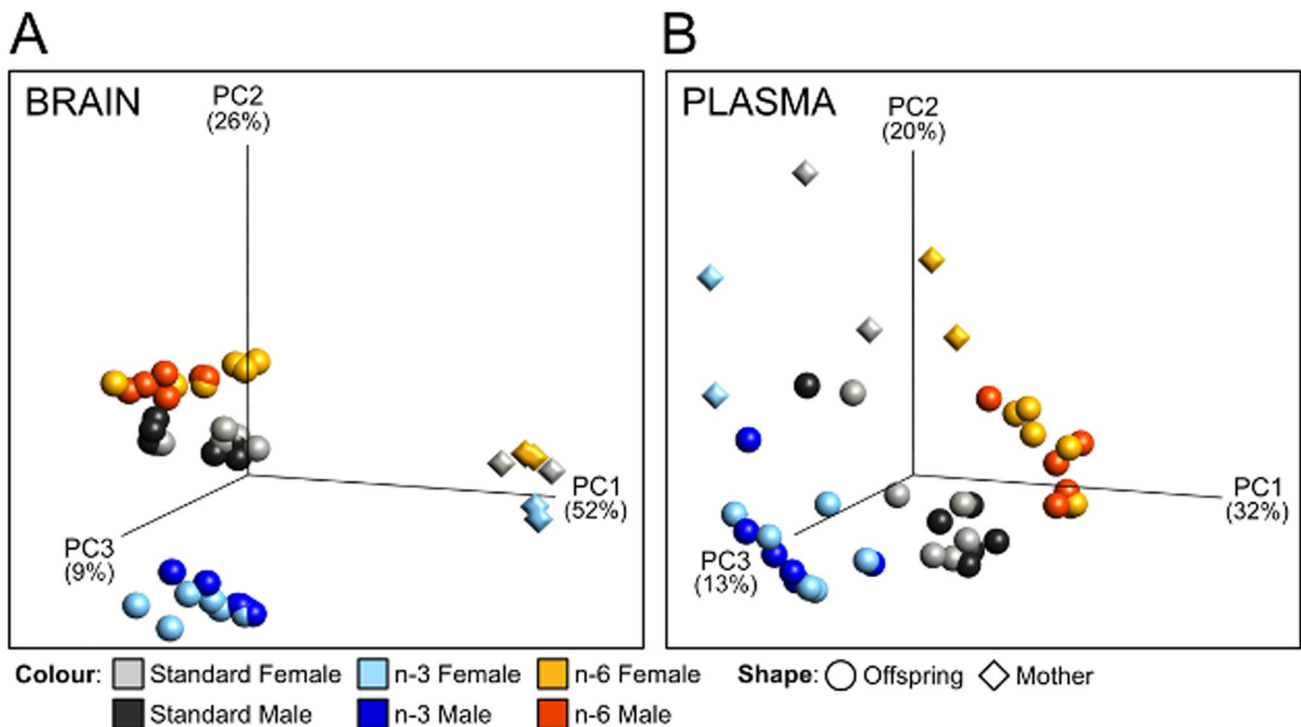 A
B
BRAIN
PC2
(26%)
PC1
(52%)
PC3
(9%)
PLASMA
PC2
(20%)
PC1
(32%)
PC3
(13%)
Colour: Standard Female n-3 Female n-6 Female Shape: Offspring Mother
Standard Male n-3 Male n-6 Male